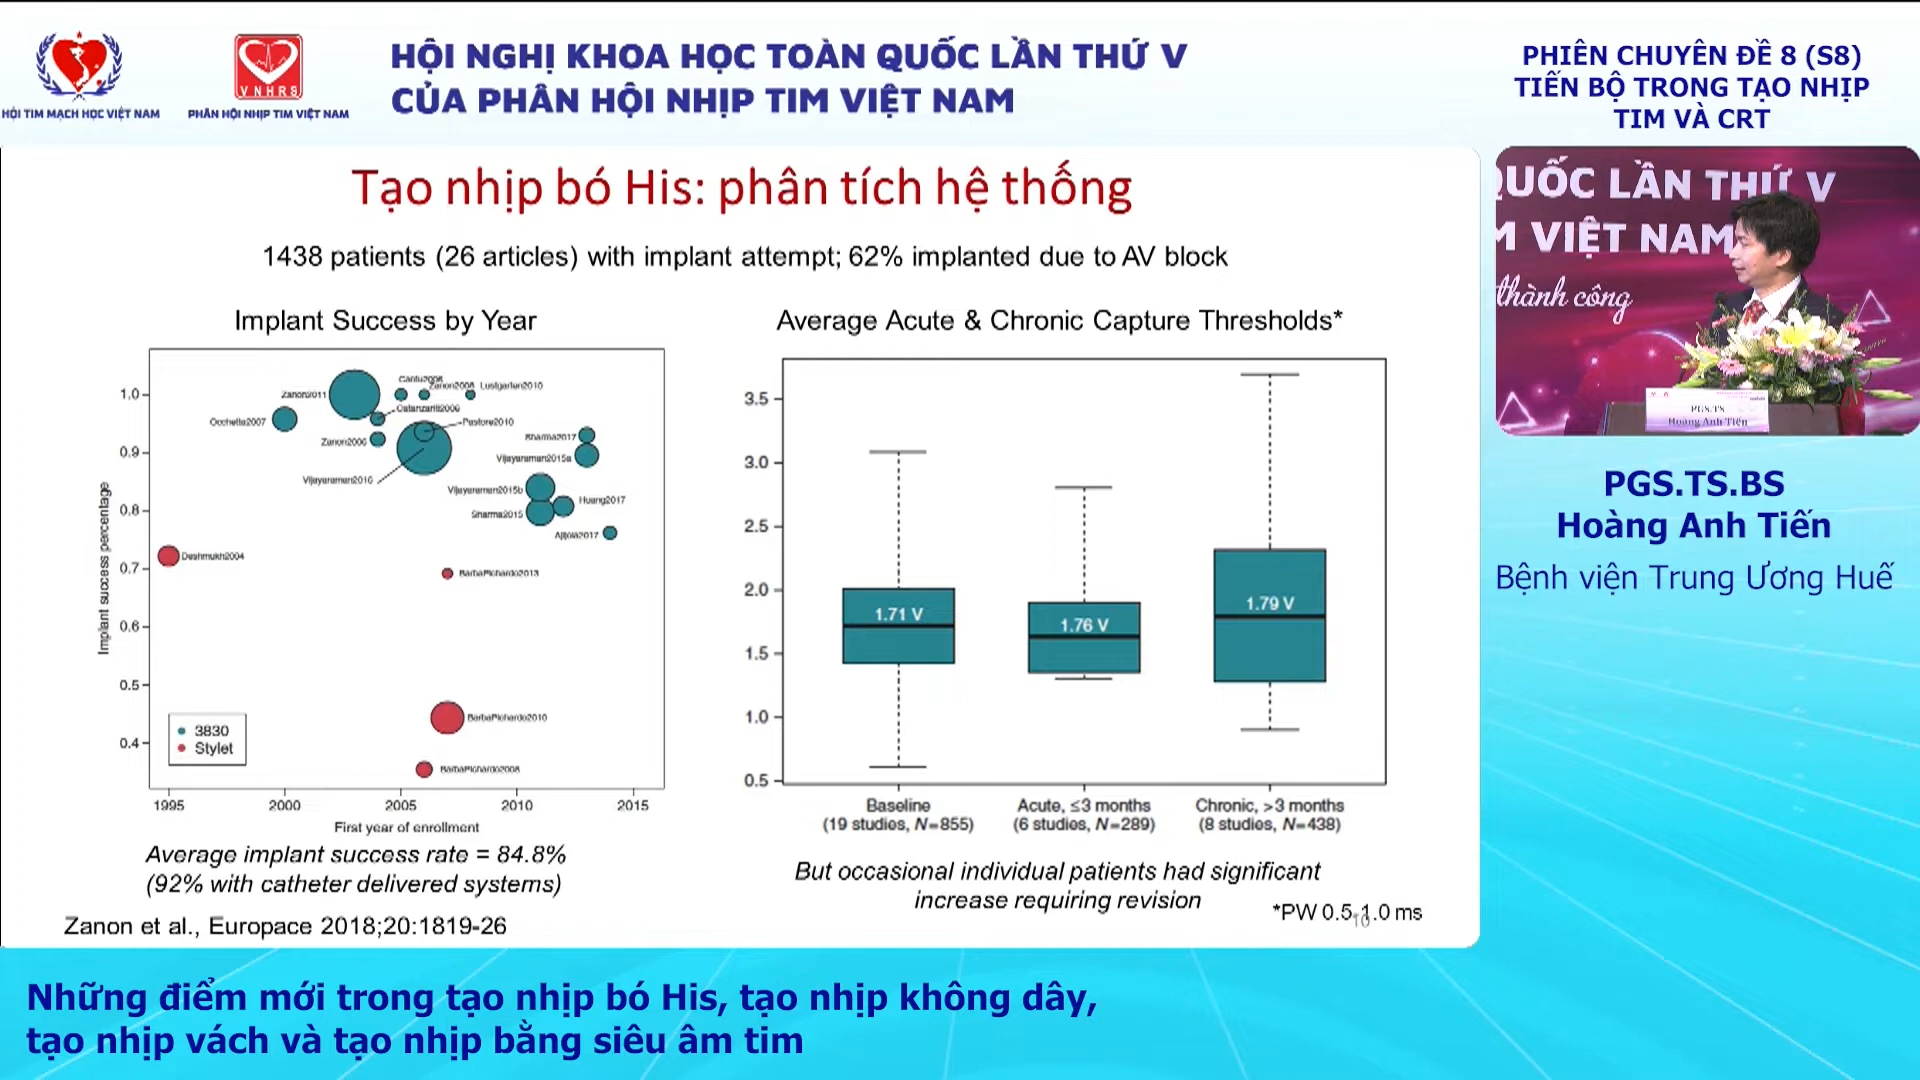 HỘI TIM MẠCH HỌC VIỆT NAM
VNHRS
PHÂN HỘI NHỊP TIM VIỆT NAM
HỘI NGHỊ KHOA HỌC TOÀN QUỐC LẦN THỨ V
CỦA PHÂN HỘI NHỊP TIM VIỆT NAM
PHIÊN CHUYÊN ĐỀ 8 (S8)
TIẾN BỘ TRONG TẠO NHỊP
TIM VÀ CRT
Tạo nhịp bó His: phân tích hệ thống
1438 patients (26 articles) with implant attempt; 62% implanted due to AV block
Implant Success by Year
Implant success percentage
1.0
0.9
0.8
0.7
0.6
0.5
0.4
Zanon2011
Cantu2006
Zanon2008
Lustgarten2010
Occhetta2007
Catanzariti2006
Pastore2010
Zanon2006
Vijayaraman2016
Sharma2017
Vijayaraman2015a
Vijayaraman2015b
Huang2017
Sharma2015
Ajijola2017
Deshmukh2004
BarbaPichardo2013
BarbaPichardo2010
BarbaPichardo2008
3830
Stylet
1995
2000
2005
2010
2015
First year of enrollment
Average implant success rate = 84.8%
(92% with catheter delivered systems)
Zanon et al., Europace 2018;20:1819-26
Average Acute & Chronic Capture Thresholds*
3.5
3.0
2.5
2.0
1.5
1.0
0.5
1.71 V
1.76 V
1.79 V
Baseline
(19 studies, N=855)
Acute, ≤3 months
(6 studies, N=289)
Chronic, >3 months
(8 studies, N=438)
But occasional individual patients had significant
increase requiring revision
*PW 0.5-1.0 ms
10
QUỐC LẦN THỨ V
M VIỆT NAM
thành công
PGS.TS
Hoàng Anh Tiến
PGS.TS.BS
Hoàng Anh Tiến
Bệnh viện Trung Ương Huế
Những điểm mới trong tạo nhịp bó His, tạo nhịp không dây,
tạo nhịp vách và tạo nhịp bằng siêu âm tim